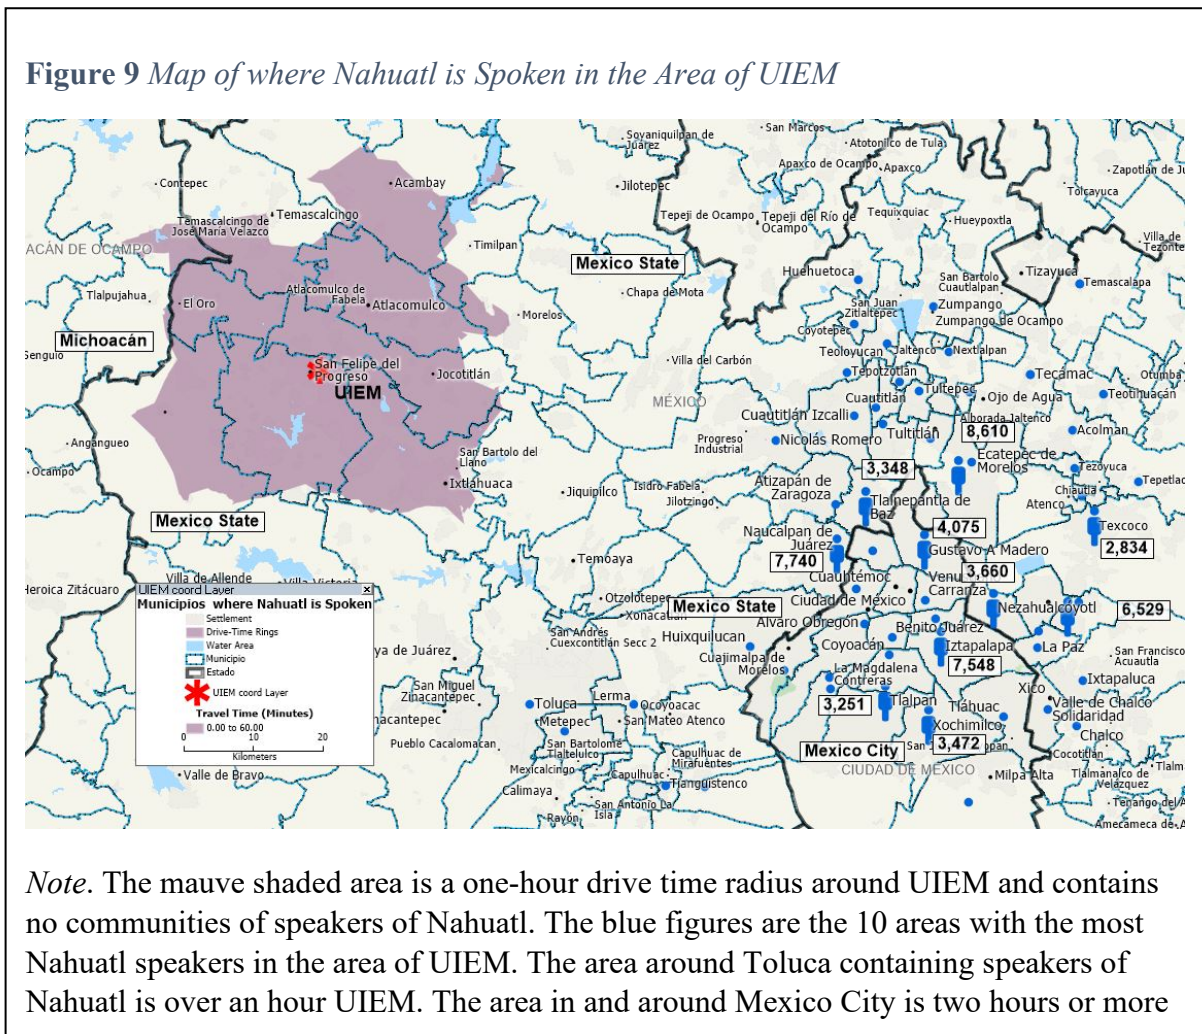 Figure 9 Map of where Nahuatl is Spoken in the Area of UIEM
San Marcos
Soyaniquilpan de
Juárez
Atotonilco de Tula
Apaxco de Ocampo
Apaxco
Zapotlán de Ju
Contepec
Acambay
Jilotepec
Tolcayuca
Temascalcingo
Temascalcingo de
José María Velazco
Tepeji de Ocampo
Tepeji del Río de
Ocampo
Tequixquiac
Hueypoxtla
Villa de
Tezonte
ACÁN DE OCAMPO
Timilpan
Mexico State
Huehuetoca
San Bartolo
Cuautlalpan
Tizayuca
Temascalapa
Tlalpujahua
El Oro
Atlacomulco de
Fabela
Atlacomulco
Chapa de Mota
San Juan
Zitlaltepec
Zumpango
Zumpango de Ocampo
Morelos
Coyotepec
Michoacán
Senguio
Teoloyucan
Jaltenco
Nextlalpan
San Felipe del
Progreso
UIEM
Jocotitlán
Villa del Carbón
Tepotzotlán
Tecámac
Otumba
MÉXICO
Cuautitlán
Tultepec
Ojo de Agua
Teotihuacán
Cuautitlán Izcalli
Alborada Jaltenco
Angangueo
Progreso
Industrial
Nicolás Romero
Tultitlán
8,610
Acolman
San Bartolo del
Llano
Ocampo
3,348
Ecatepec de
Morelos
Tezoyuca
Ixtlahuaca
Jiquipilco
Isidro Fabela
Jilotzingo
Atizapán de
Zaragoza
Tlalnepantla de
Baz
Chiautla
Atenco
Tepetlao
Mexico State
Naucalpan de
Juárez
4,075
Texcoco
2,834
Temoaya
7,740
Gustavo A Madero
3,660
Heroica Zitácuaro
Villa de Allende
Villa Victoria
Cuauhtémoc
Venu
Carranza
Otzolotepec
Mexico State
Ciudad de México
Nezahualcoyotl
6,529
Xonacatlán
Alvaro Obregón
Benito Juárez
San Andrés
Cuexcontitlán Secc 2
Huixquilucan
Coyoacán
Iztapalapa
La Paz
ya de Juárez
Cuajimalpa de
Morelos
7,548
San Francisco
Acuautla
La Magdalena
Contreras
Ixtapaluca
San Miguel
Zinacantepec
Xico
3,251
Tlalpan
Tláhuac
Valle de Chalco
Solidaridad
Toluca
Lerma
Ocoyoacac
nacantepec
Metepec
San Mateo Atenco
Xochimilco
3,472
Chalco
Pueblo Cacalomacan
San Bartolomé
Tlaltelulco
Mexico City
Cocotitlán
Mexicalcingo
Capulhuac de
Mirafuentes
CIUDAD DE MÉXICO
Milpa Alta
Tlalmanalco de
Velázquez
Tlalma
Valle de Bravo
Capulhuac
Calimaya
Tianguistenco
Tenango del A
San Antonio La
Isla
Rayón
Amecameca de
UIEM coord Layer
Municipios where Nahuatl is Spoken
Settlement
Drive-Time Rings
Water Area
Municipio
Estado
UIEM coord Layer
Travel Time (Minutes)
0.00 to 60.00
0 10 20
Kilometers
Note. The mauve shaded area is a one-hour drive time radius around UIEM and contains
no communities of speakers of Nahuatl. The blue figures are the 10 areas with the most
Nahuatl speakers in the area of UIEM. The area around Toluca containing speakers of
Nahuatl is over an hour UIEM. The area in and around Mexico City is two hours or more